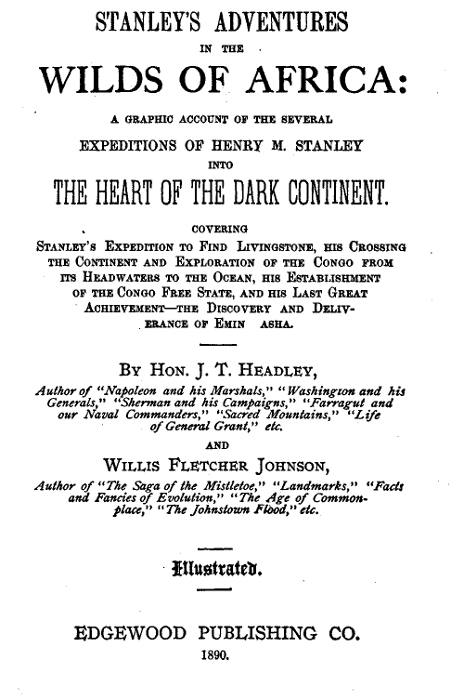 STANLEY'S ADVENTURES
IN THE
WILDS OF AFRICA:
A GRAPHIC ACCOUNT OF THE SEVERAL
EXPEDITIONS OF HENRY M. STANLEY
INTO
THE HEART OF THE DARK CONTINENT.
COVERING
STANLEY'S EXPEDITION TO FIND LIVINGSTONE, HIS CROSSING
THE CONTINENT AND EXPLORATION OF THE CONGO FROM
ITS HEADWATERS TO THE OCEAN, HIS ESTABLISHMENT
OF THE CONGO FREE STATE, AND HIS LAST GREAT
ACHIEVEMENT—THE DISCOVERY AND DELIV-
ERANCE OF EMIN ASHA.
BY HON. J. T. HEADLEY,
Author of "Napoleon and his Marshals," "Washington and his
Generals," "Sherman and his Campaigns," "Farragut and
our Naval Commanders," "Sacred Mountains," "Life
of General Grant," etc.
AND
WILLIS FLETCHER JOHNSON,
Author of "The Saga of the Mistletoe," "Landmarks," "Facts
and Fancies of Evolution," "The Age of Common-
place," "The Johnstown Flood," etc.
Illustrated.
EDGEWOOD PUBLISHING CO.
1890.